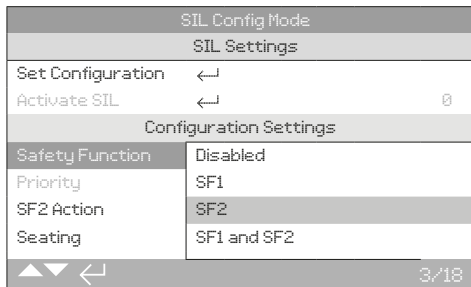 SIL Config Mode
SIL Settings
Set Configuration
Activate SIL 0
Configuration Settings
Safety Function Disabled
Priority SF1
SF2 Action SF2
Seating SF1 and SF2
3/18